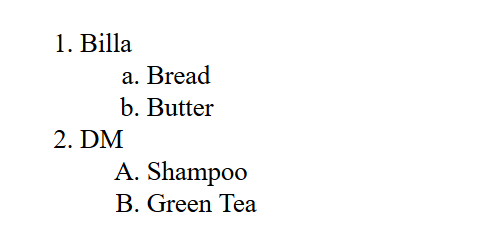 1. Billa
a. Bread
b. Butter
2. DM
A. Shampoo
B. Green Tea